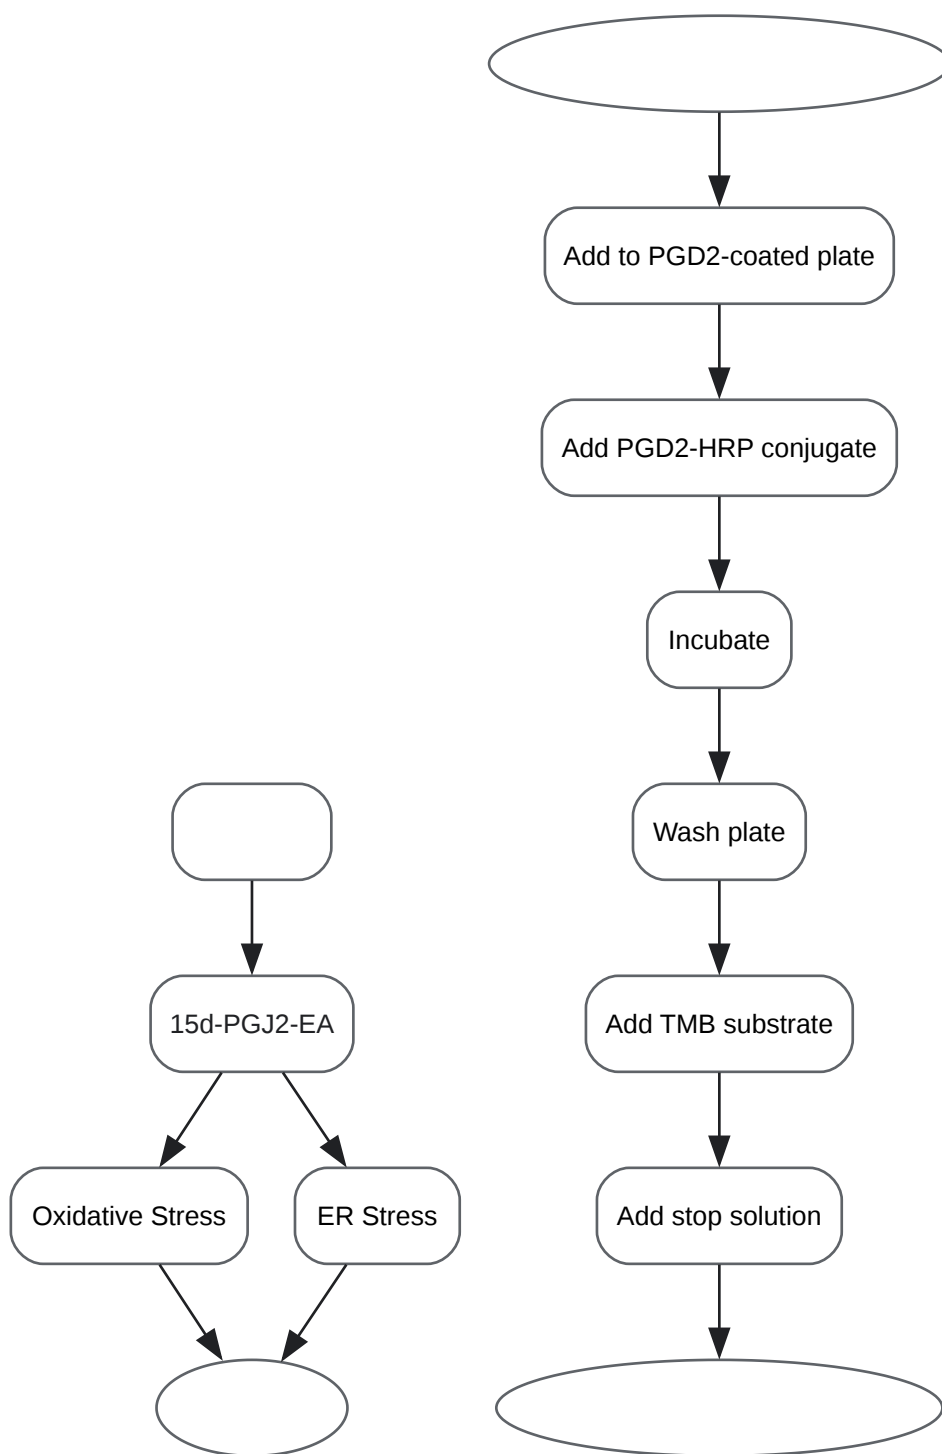 Add to PGD2-coated plate
Add PGD2-HRP conjugate
Incubate
Wash plate
Add TMB substrate
Add stop solution
15d-PGJ2-EA
Oxidative Stress
ER Stress